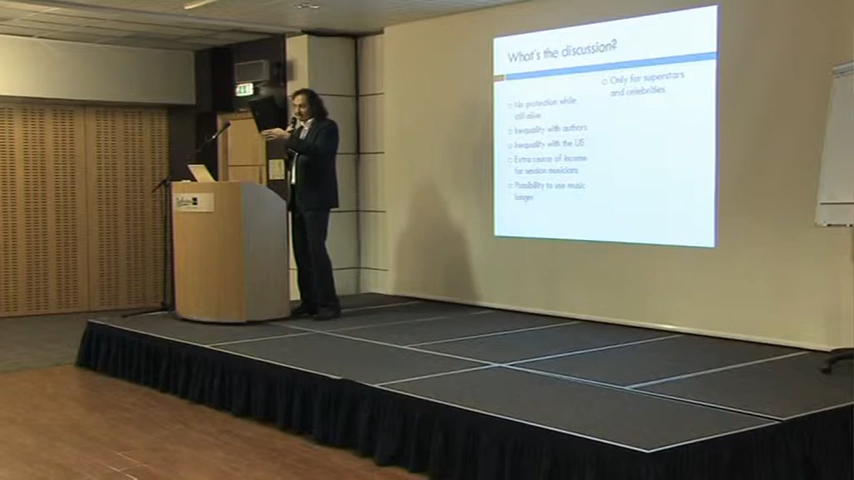 What's the discussion?
No protection while
still alive
Inequality with authors
Inequality with the US
Extra source of income
for session musicians
Possibility to use music
longer
Only for superstars
and celebrities